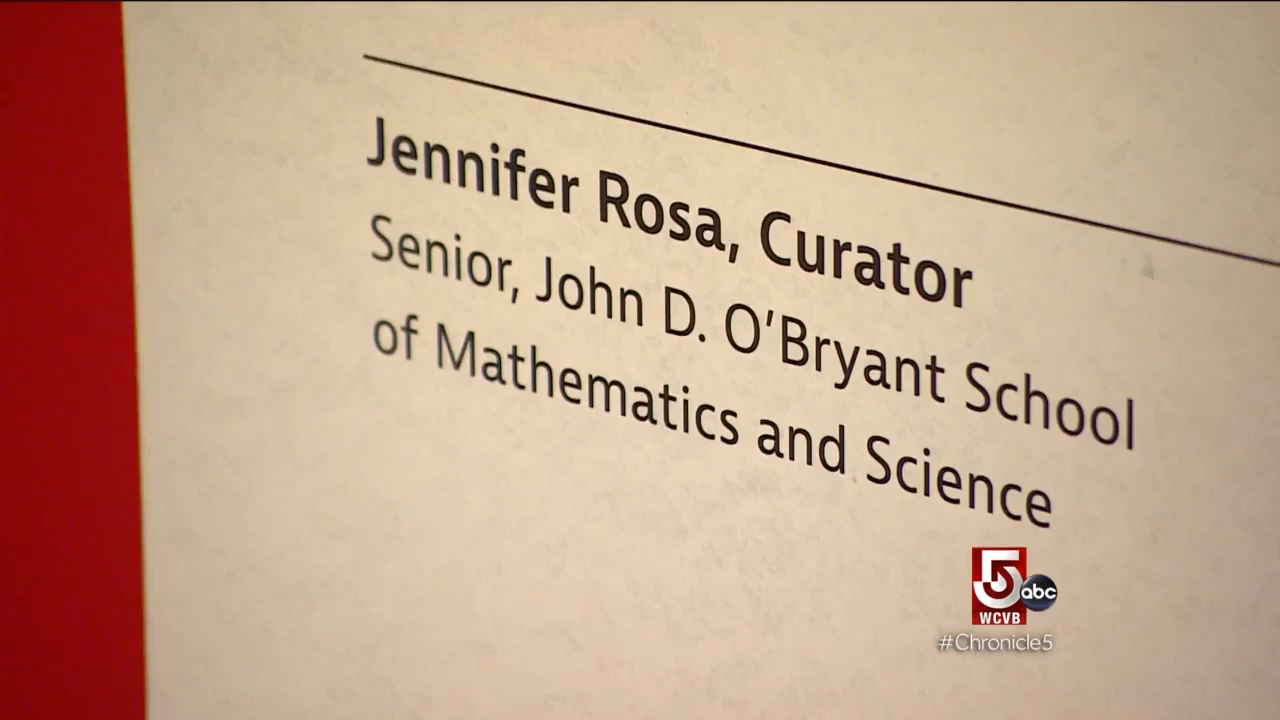 Jennifer Rosa, Curator
Senior, John D. O'Bryant School
of Mathematics and Science
5
abc
WCVB
#Chronicle5